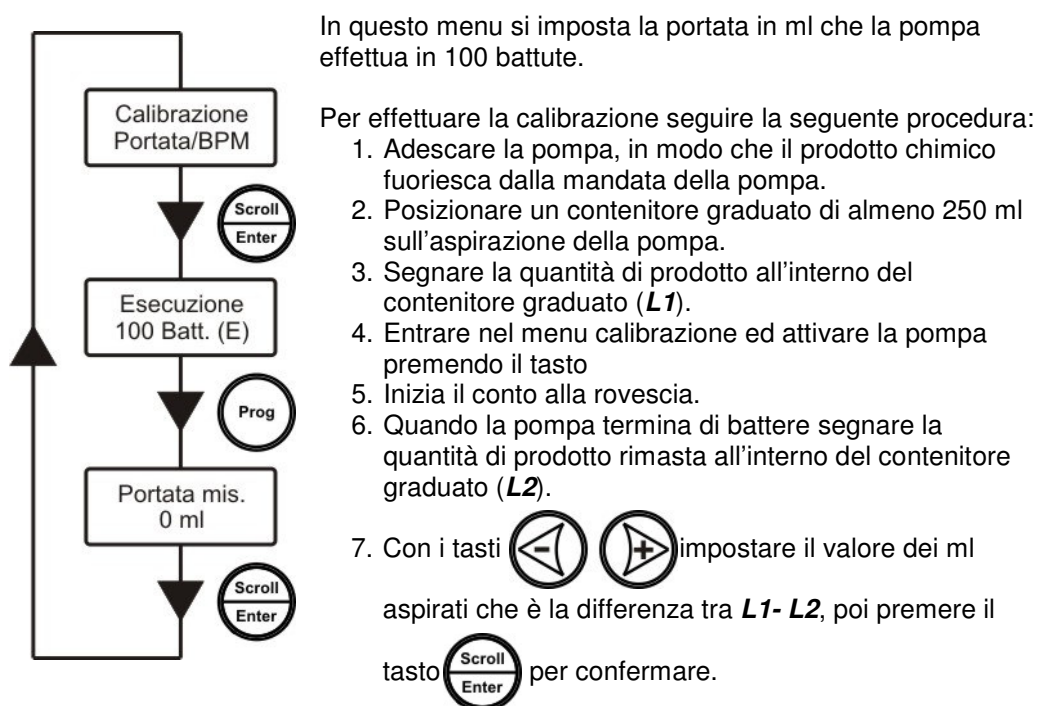 Calibrazione
Portata/BPM
Scroll
Enter
Esecuzione
100 Batt. (E)
Prog
Portata mis.
0 ml
Scroll
Enter
In questo menu si imposta la portata in ml che la pompa
effettua in 100 battute.
Per effettuare la calibrazione seguire la seguente procedura:
1. Adescare la pompa, in modo che il prodotto chimico
fuoriesca dalla mandata della pompa.
2. Posizionare un contenitore graduato di almeno 250 ml
sull'aspirazione della pompa.
3. Segnare la quantità di prodotto all'interno del
contenitore graduato (L1).
4. Entrare nel menu calibrazione ed attivare la pompa
premendo il tasto
5. Inizia il conto alla rovescia.
6. Quando la pompa termina di battere segnare la
quantità di prodotto rimasta all'interno del contenitore
graduato (L2).
7. Con i tasti - + impostare il valore dei ml
aspirati che è la differenza tra L1- L2, poi premere il
tasto Scroll Enter per confermare.